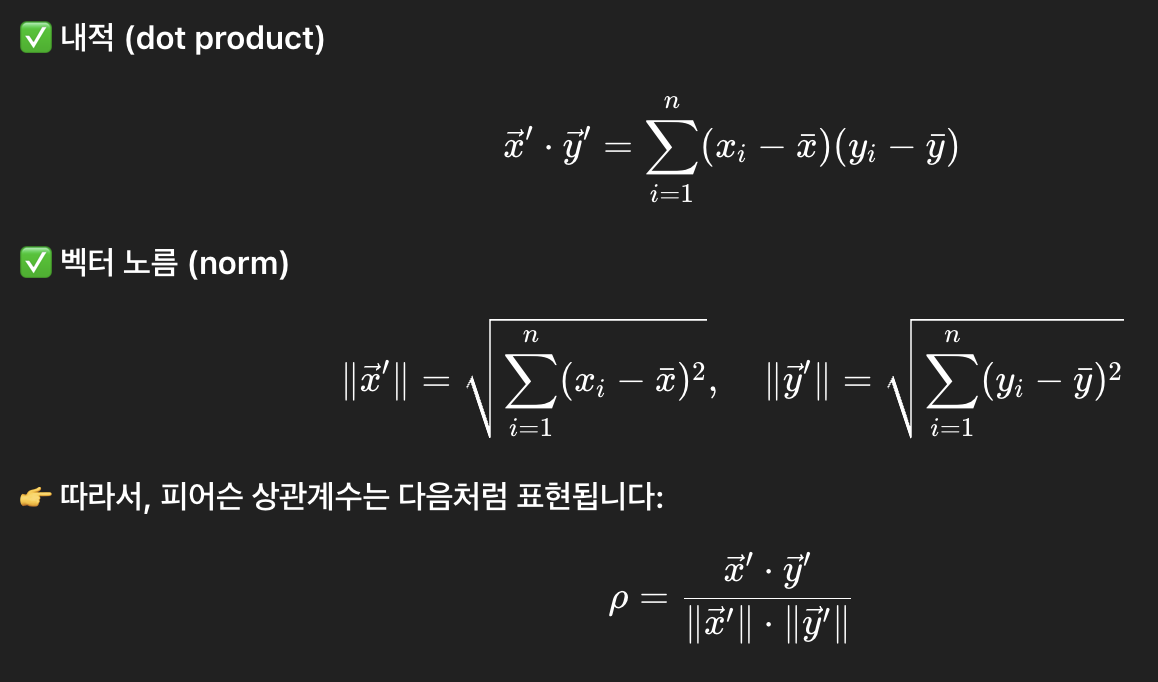 ✅ 내적 (dot product)
$$\vec{x}' \cdot \vec{y}' = \sum_{i=1}^{n} (x_i - \bar{x})(y_i - \bar{y})$$
✅ 벡터 노름 (norm)
$$\|\vec{x}'\| = \sqrt{\sum_{i=1}^{n} (x_i - \bar{x})^2}, \quad \|\vec{y}'\| = \sqrt{\sum_{i=1}^{n} (y_i - \bar{y})^2}$$
👉 따라서, 피어슨 상관계수는 다음처럼 표현됩니다:
$$\rho = \frac{\vec{x}' \cdot \vec{y}'}{\|\vec{x}'\| \cdot \|\vec{y}'\|}$$